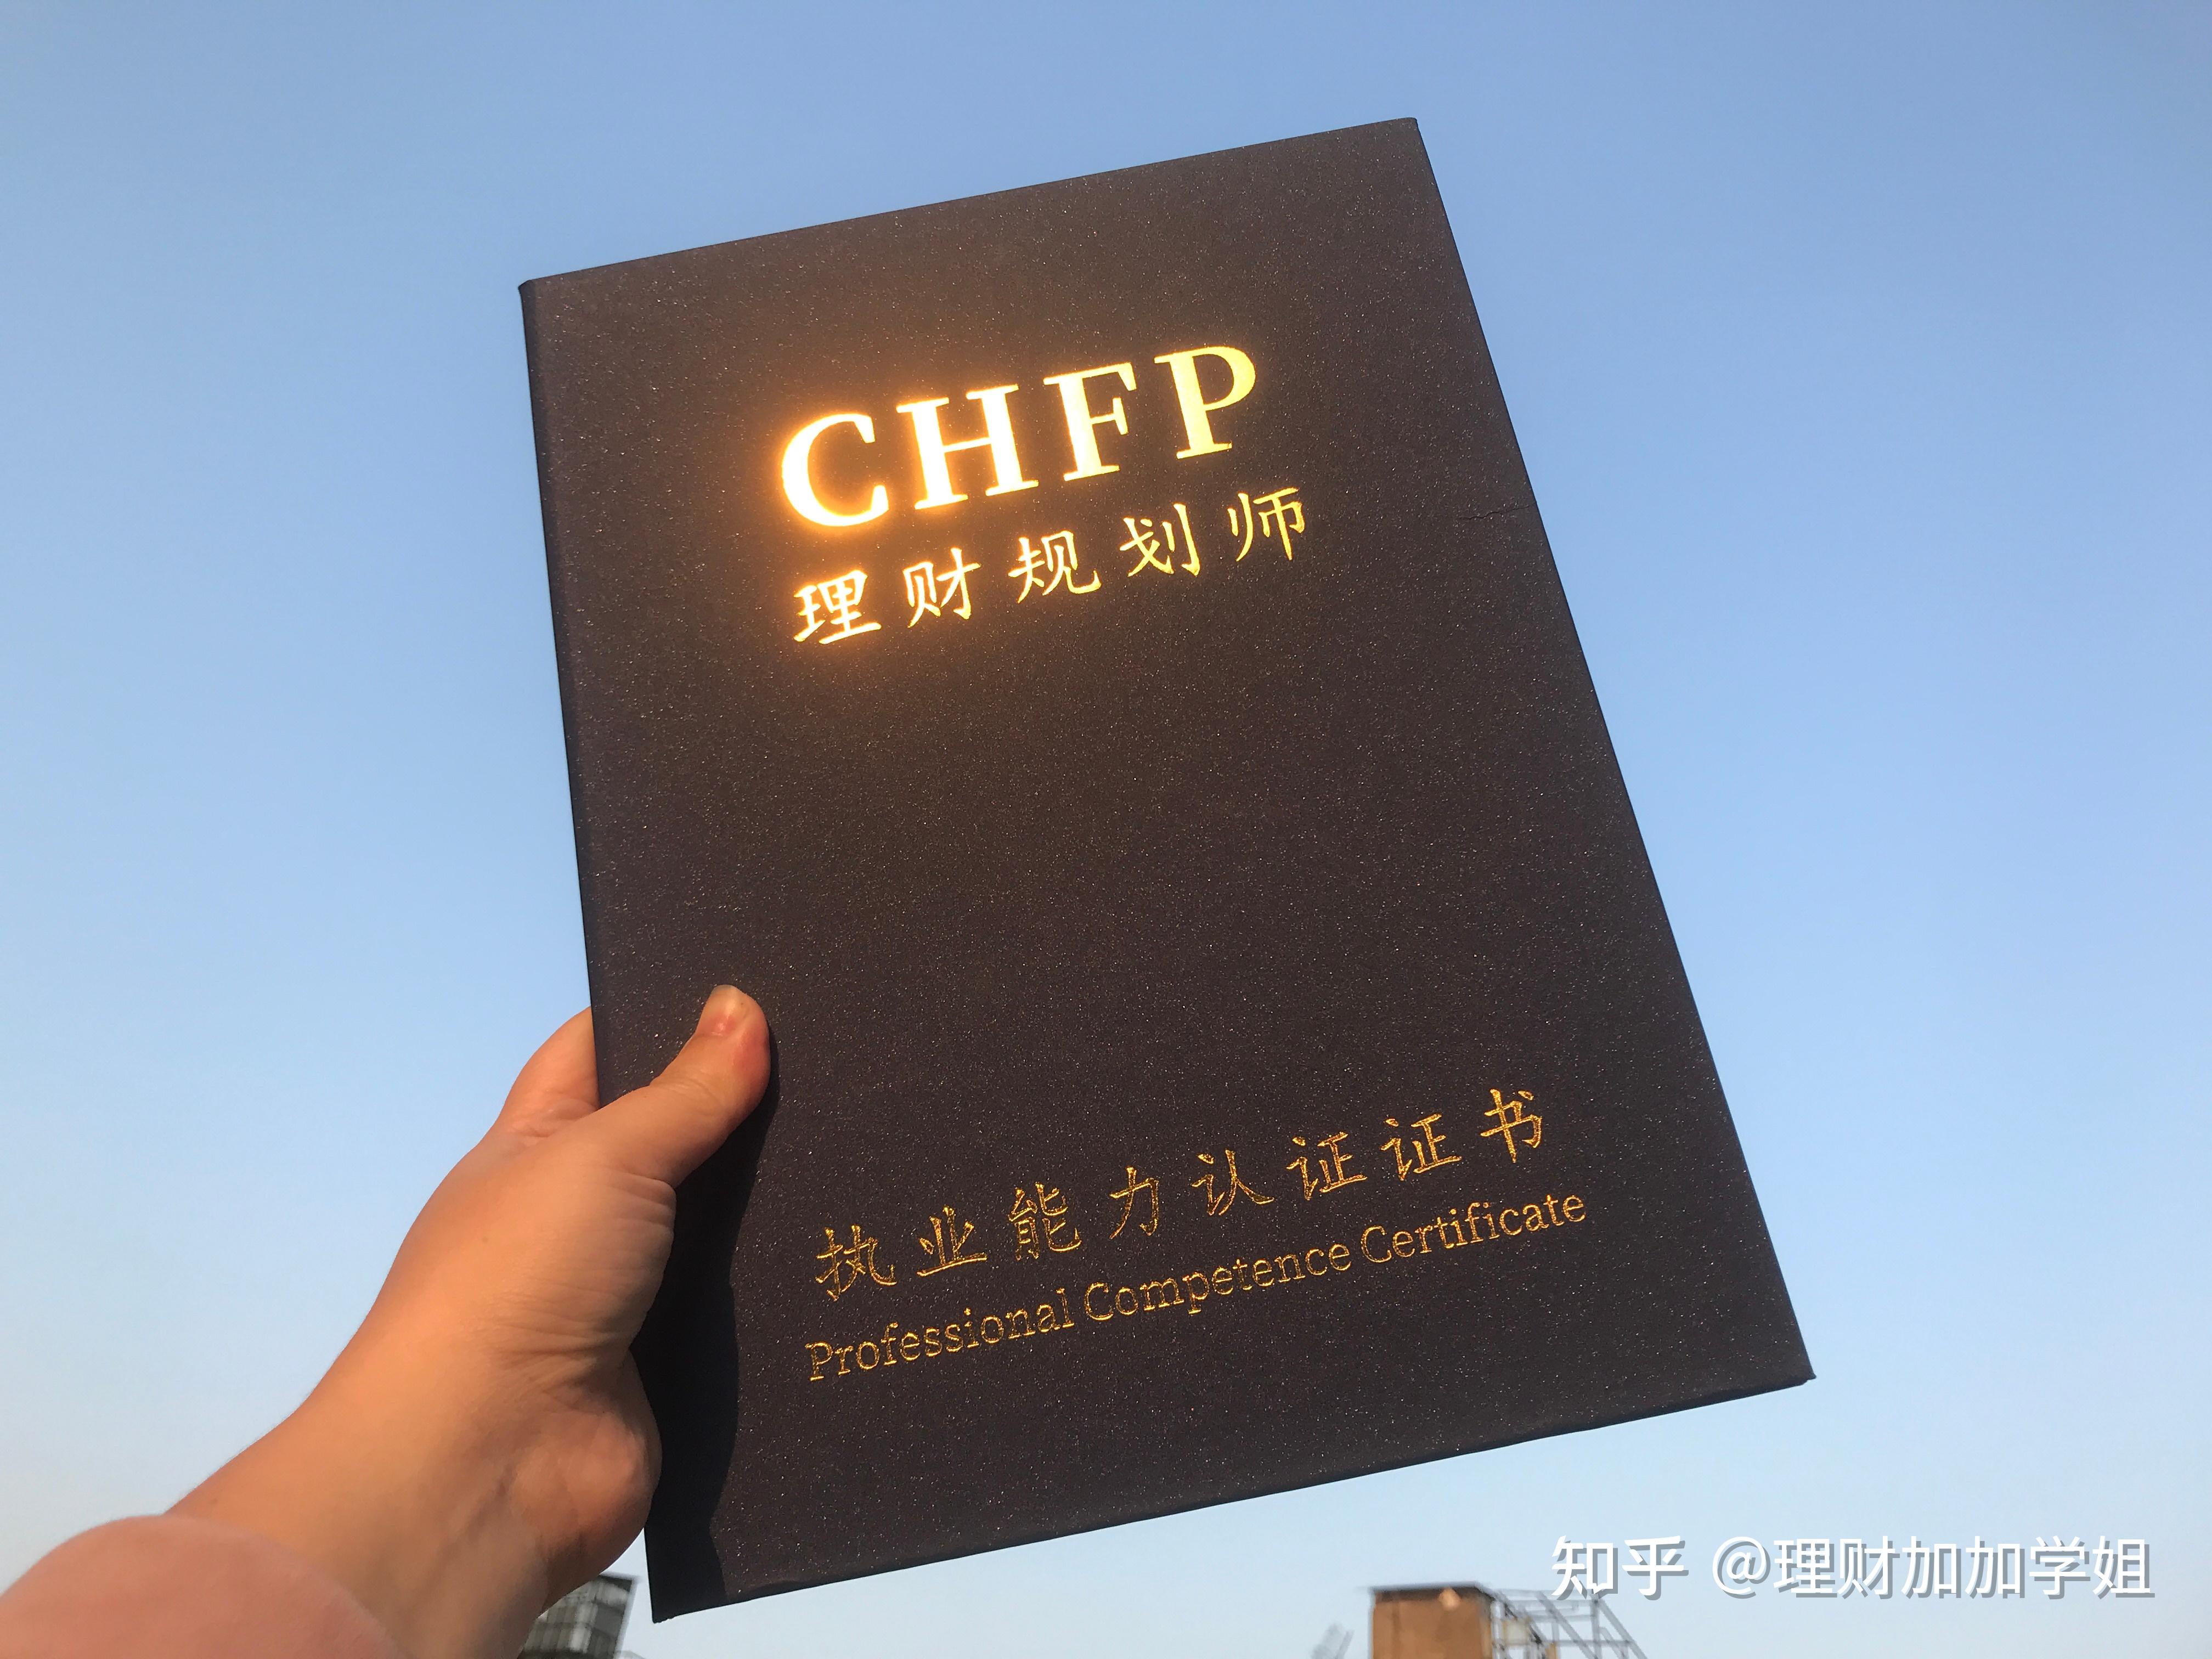 CHFP
理财规划师
执业能力认证证书
Professional Competence Certificate
知乎 @理财加加学姐